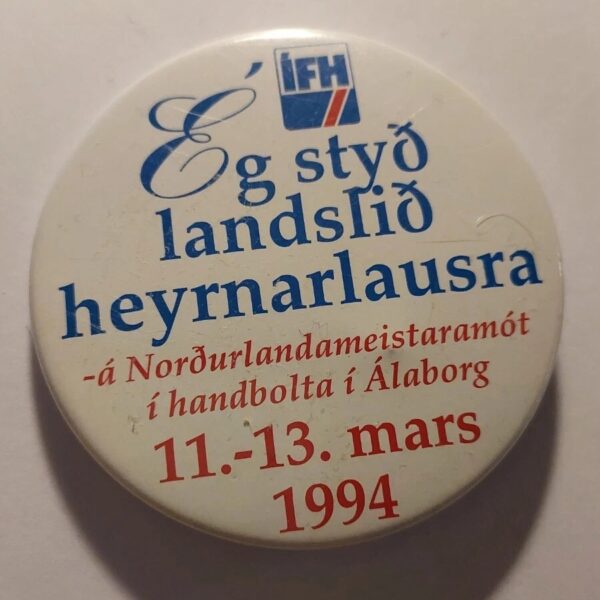 ÍFH
Ég styð
landslið
heyrnarlausra
-á Norðurlandameistaramót
í handbolta í Álaborg
11.-13. mars
1994